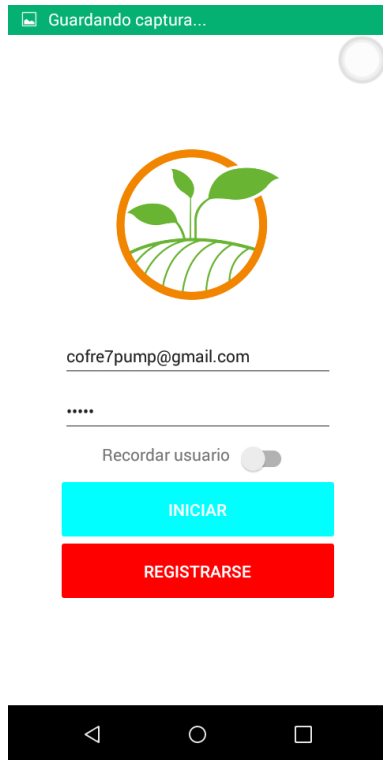 Guardando captura...
cofre7pump@gmail.com
•••••
Recordar usuario
INICIAR
REGISTRARSE